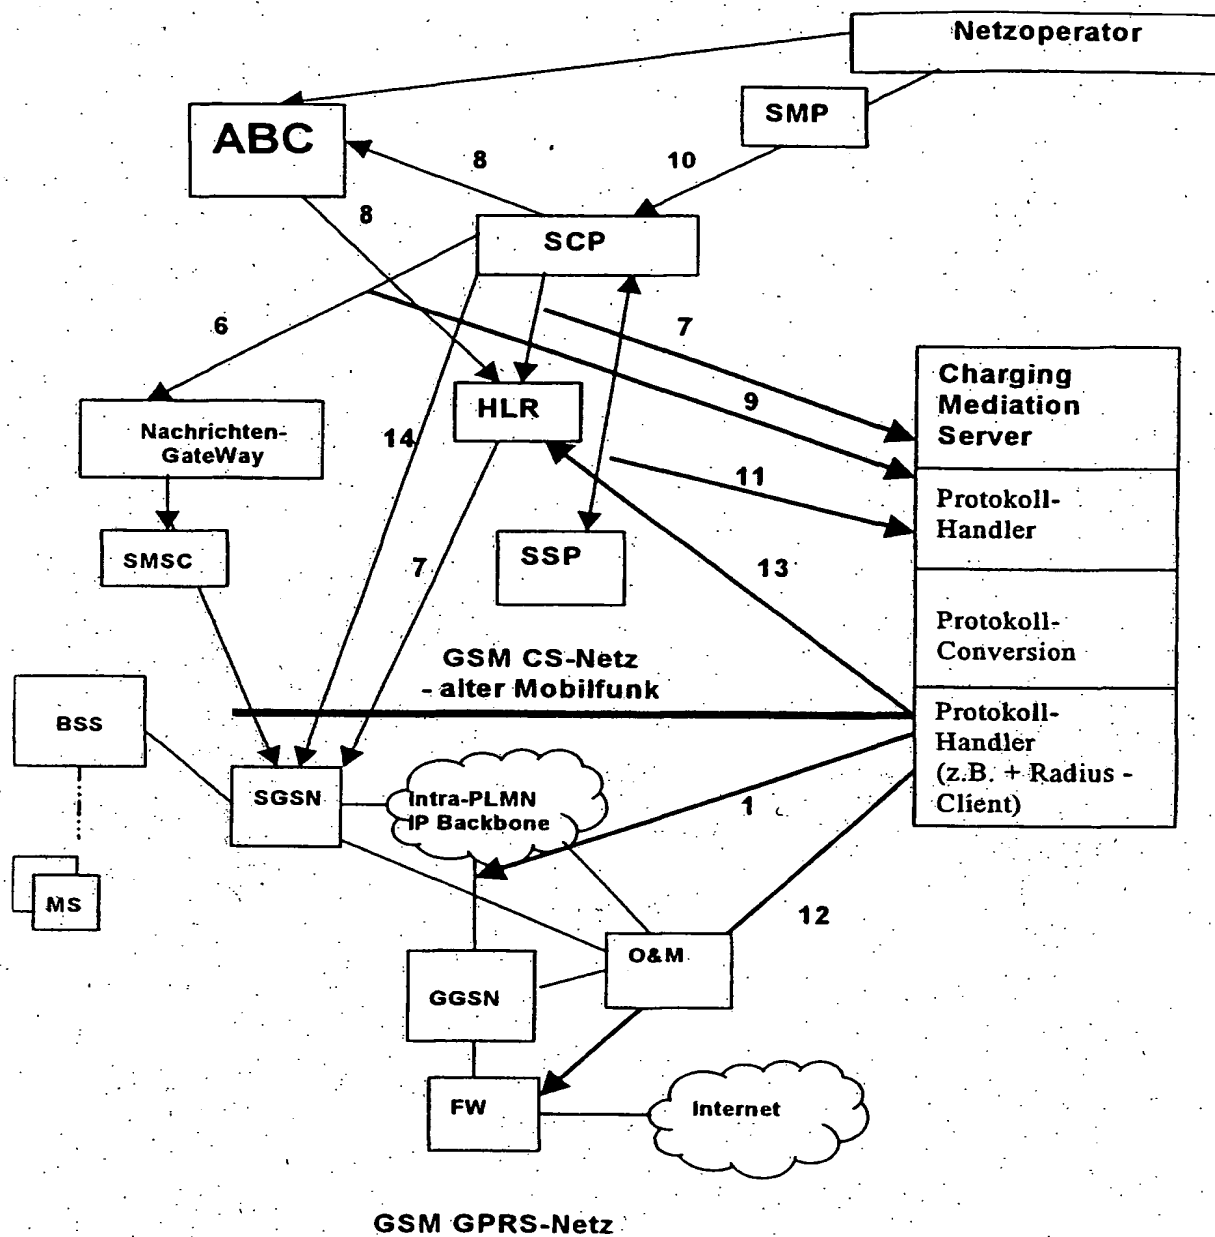 Netzoperator
SMP
ABC
8
10
8
SCP
6
7
Charging
Mediation
Server
9
HLR
Nachrichten-
GateWay
14
11
Protokoll-
Handler
SMSC
SSP
7
13
Protokoll-
Conversion
GSM CS-Netz
- alter Mobilfunk
BSS
Protokoll-
Handler
(z.B. + Radius -
Client)
SGSN
Intra-PLMN
IP Backbone
1
MS
12
O&M
GGSN
FW
Internet
GSM GPRS-Netz